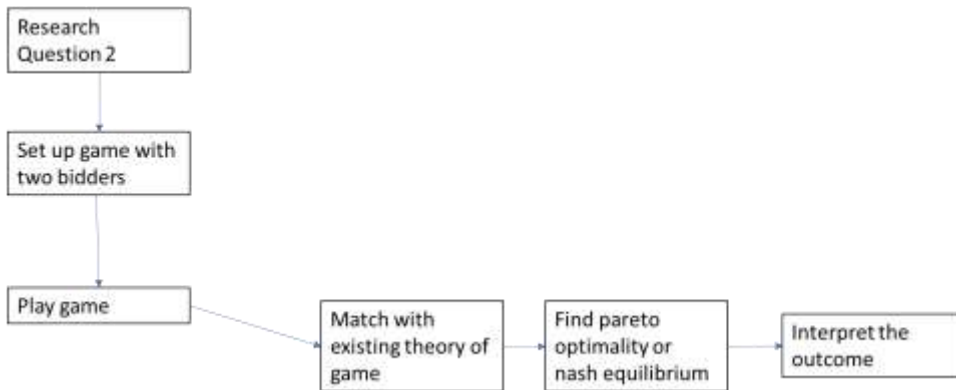 Research
Question 2
Set up game with
two bidders
Play game
Match with
existing theory of
game
Find pareto
optimality or
nash equilibrium
Interpret the
outcome